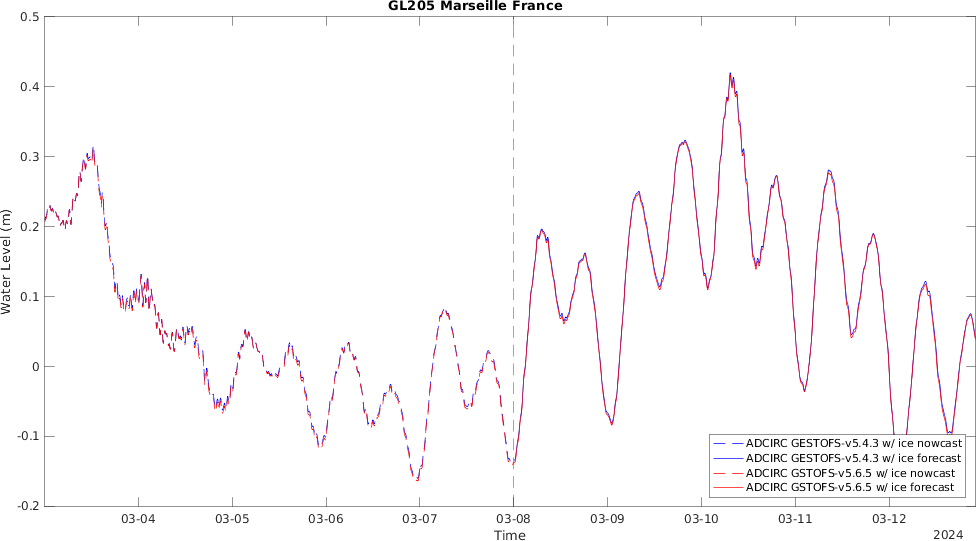 GL205 Marseille France
0.5
0.4
0.3
0.2
0.1
0
-0.1
-0.2
Water Level (m)
03-04 03-05 03-06 03-07 03-08 03-09 03-10 03-11 03-12
Time
2024
ADCIRC GESTOFS-v5.4.3 w/ ice nowcast
ADCIRC GESTOFS-v5.4.3 w/ ice forecast
ADCIRC GSTOFS-v5.6.5 w/ ice nowcast
ADCIRC GSTOFS-v5.6.5 w/ ice forecast